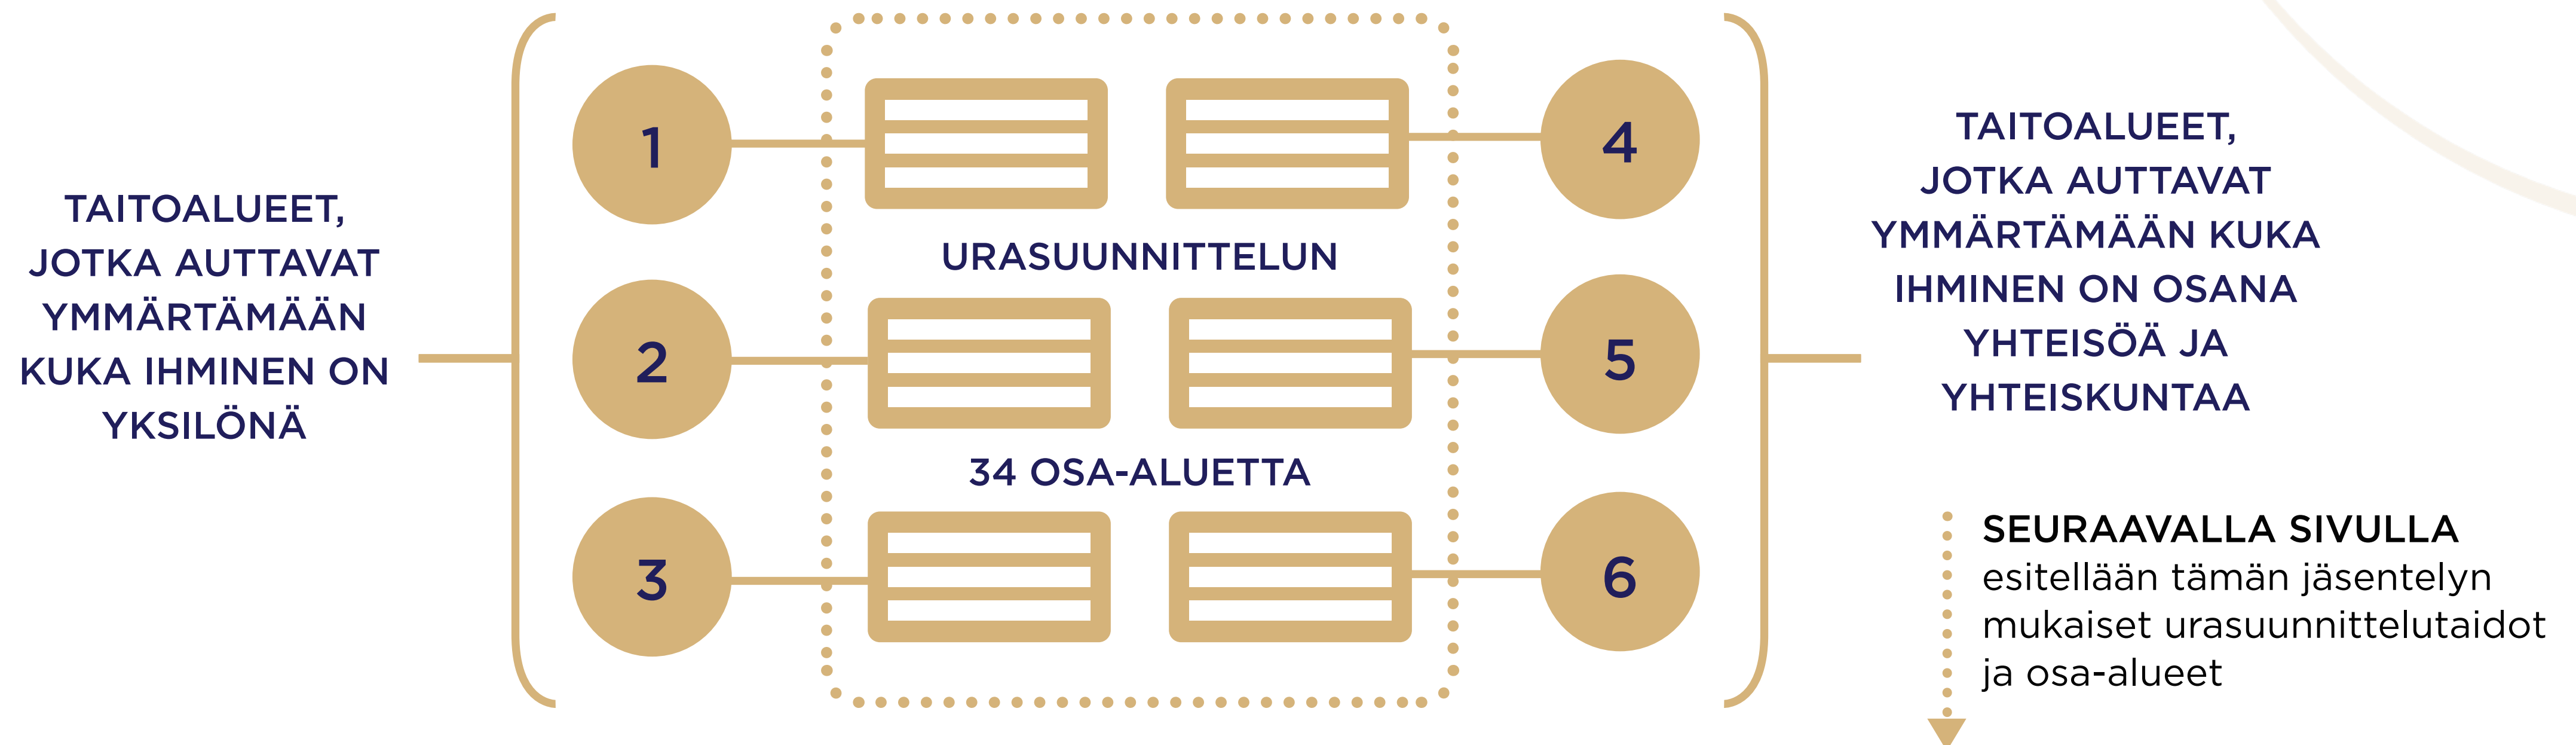 TAITOALUEET,
JOTKA AUTTAVAT
YMMÄRTÄMÄÄN
KUKA IHMINEN ON
YKSILÖNÄ
1
2
3
URASUUNNITTELUN
34 OSA-ALUETTA
4
5
6
TAITOALUEET,
JOTKA AUTTAVAT
YMMÄRTÄMÄÄN KUKA
IHMINEN ON OSANA
YHTEISÖÄ JA
YHTEISKUNTAA
SEURAAVALLA SIVULLA
esitellään tämän jäsentelyn
mukaiset urasuunnittelutaidot
ja osa-alueet